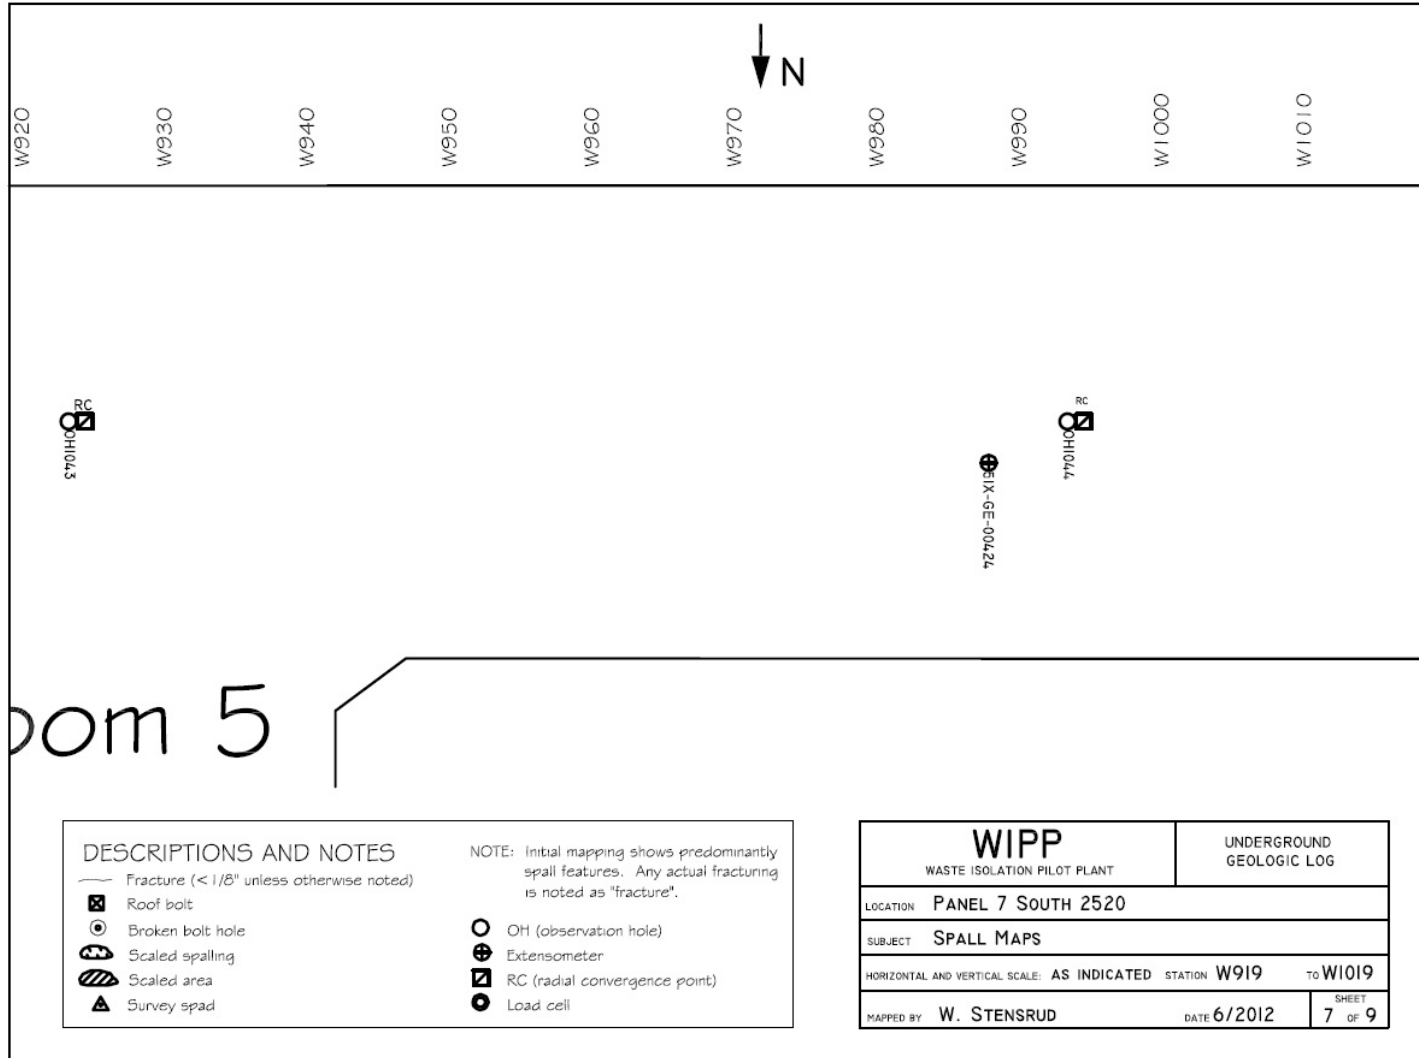 N
W920
W930
W940
W950
W960
W970
W980
W990
W1000
W1010
RC
OH1043
RC
OH1044
51X-GE-00424
oom 5
DESCRIPTIONS AND NOTES
Fracture (< 1/8" unless otherwise noted)
Roof bolt
Broken bolt hole
Scaled spalling
Scaled area
Survey spad
NOTE: Initial mapping shows predominantly
spall features. Any actual fracturing
is noted as "fracture".
OH (observation hole)
Extensometer
RC (radial convergence point)
Load cell
WIPP
WASTE ISOLATION PILOT PLANT
UNDERGROUND
GEOLOGIC LOG
LOCATION PANEL 7 SOUTH 2520
SUBJECT SPALL MAPS
HORIZONTAL AND VERTICAL SCALE: AS INDICATED STATION W919 TO W1019
MAPPED BY W. STENSRUD DATE 6/2012
SHEET
7 OF 9